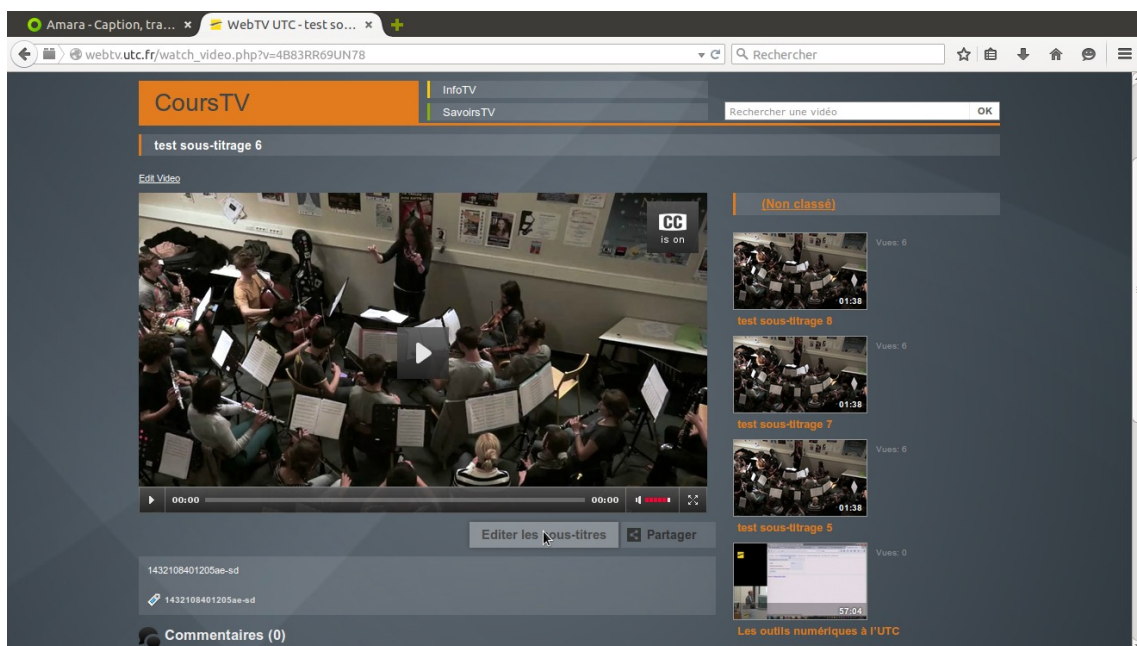 Amara - Caption, tra...
WebTV UTC - test so...
webtv.utc.fr/watch_video.php?v=4B83RR69UN78
Rechercher
CoursTV
InfoTV
SavoirsTV
Rechercher une vidéo
OK
test sous-titrage 6
Edit Video
CC
is on
(Non classé)
Vues: 6
01:38
test sous-titrage 8
Vues: 6
01:38
test sous-titrage 7
Vues: 6
01:38
test sous-titrage 5
Vues: 0
57:04
Les outils numériques à l'UTC
00:00
00:00
Editer les sous-titres
Partager
1432108401205ae-sd
1432108401205ae-sd
Commentaires (0)